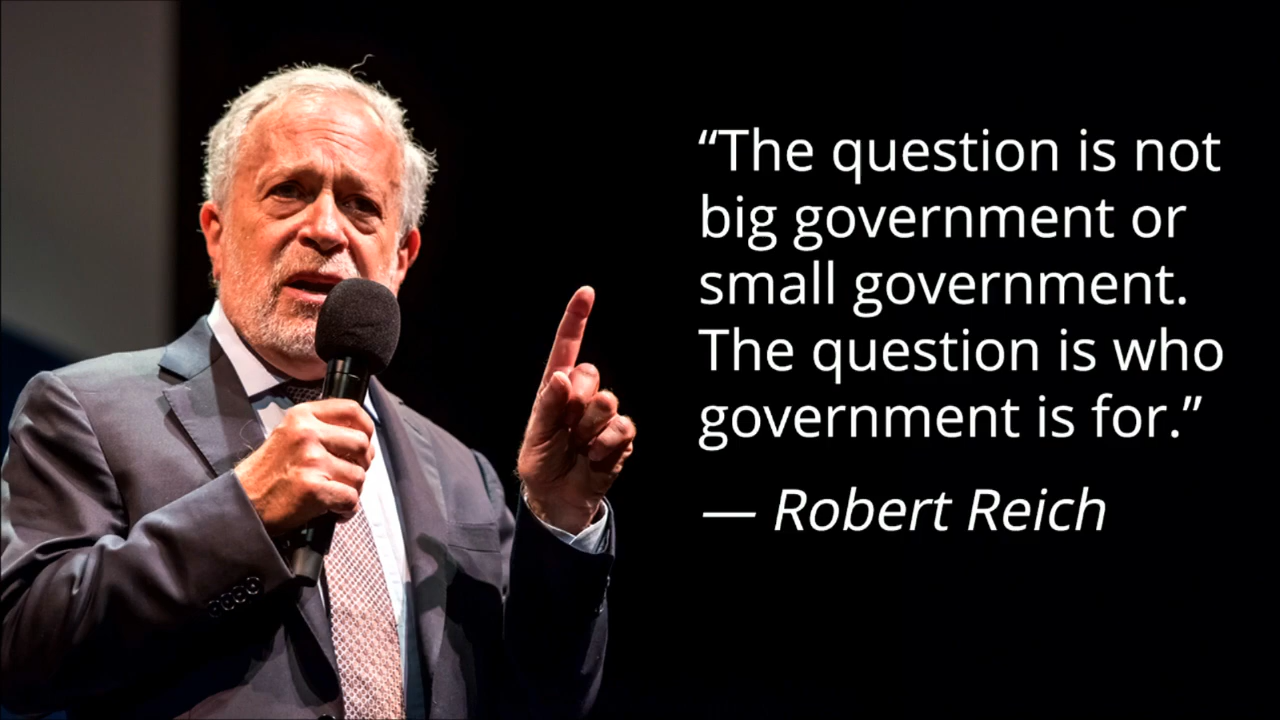 “The question is not
big government or
small government.
The question is who
government is for.”
— Robert Reich